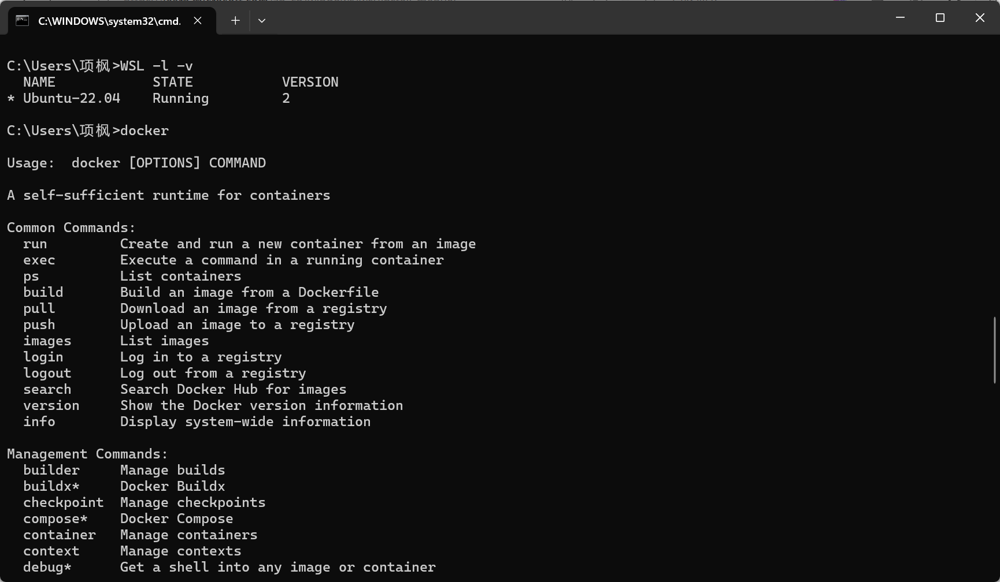 C:\WINDOWS\system32\cmd.
C:\Users\项枫>WSL -l -v
  NAME            STATE           VERSION
* Ubuntu-22.04    Running         2
C:\Users\项枫>docker
Usage:  docker [OPTIONS] COMMAND
A self-sufficient runtime for containers
Common Commands:
  run         Create and run a new container from an image
  exec        Execute a command in a running container
  ps          List containers
  build       Build an image from a Dockerfile
  pull        Download an image from a registry
  push        Upload an image to a registry
  images      List images
  login       Log in to a registry
  logout      Log out from a registry
  search      Search Docker Hub for images
  version     Show the Docker version information
  info        Display system-wide information
Management Commands:
  builder     Manage builds
  buildx*     Docker Buildx
  checkpoint  Manage checkpoints
  compose*    Docker Compose
  container   Manage containers
  context     Manage contexts
  debug*      Get a shell into any image or container